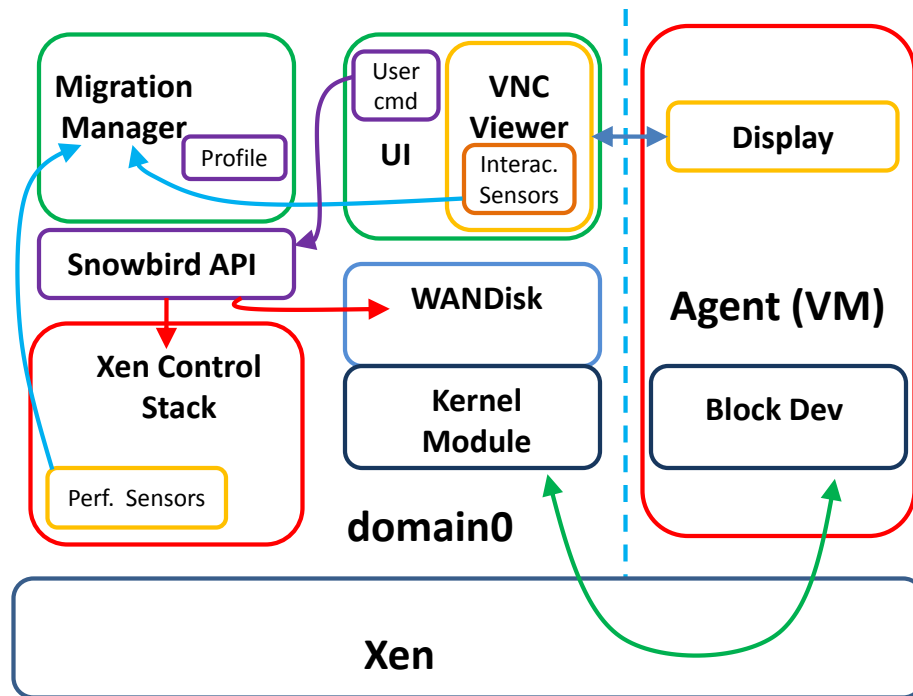 Migration
Manager
Profile
User
cmd
UI
VNC
Viewer
Interac.
Sensors
Display
Snowbird API
WANDisk
Agent (VM)
Xen Control
Stack
Kernel
Module
Block Dev
Perf. Sensors
domain0
Xen